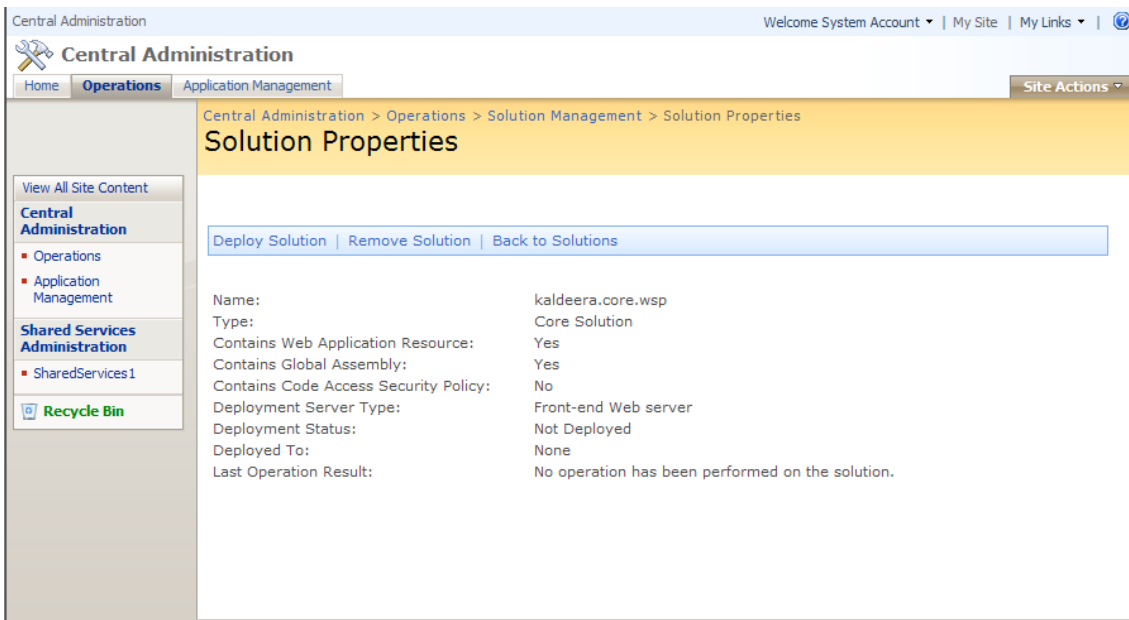 Central Administration
Welcome System Account | My Site | My Links |
Central Administration
Home Operations Application Management
Site Actions
Central Administration > Operations > Solution Management > Solution Properties
Solution Properties
View All Site Content
Central
Administration
Operations
Application
Management
Shared Services
Administration
SharedServices1
Recycle Bin
Deploy Solution | Remove Solution | Back to Solutions
Name: kaldeera.core.wsp
Type: Core Solution
Contains Web Application Resource: Yes
Contains Global Assembly: Yes
Contains Code Access Security Policy: No
Deployment Server Type: Front-end Web server
Deployment Status: Not Deployed
Deployed To: None
Last Operation Result: No operation has been performed on the solution.